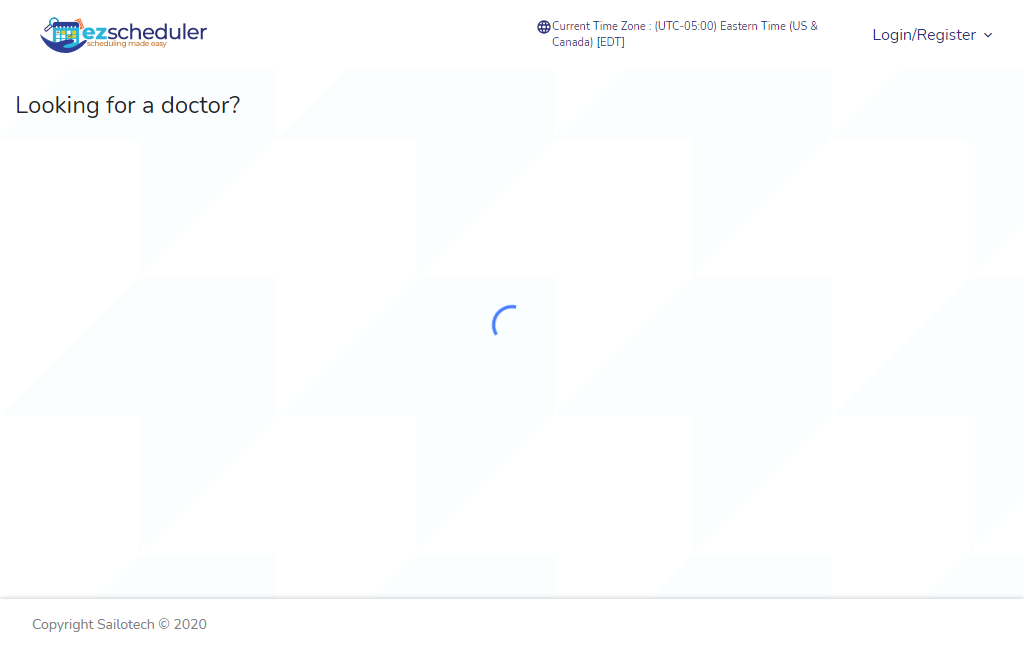 ezscheduler
scheduling made easy
Current Time Zone : (UTC-05:00) Eastern Time (US &
Canada) [EDT]
Login/Register
Looking for a doctor?
Copyright Sailotech © 2020